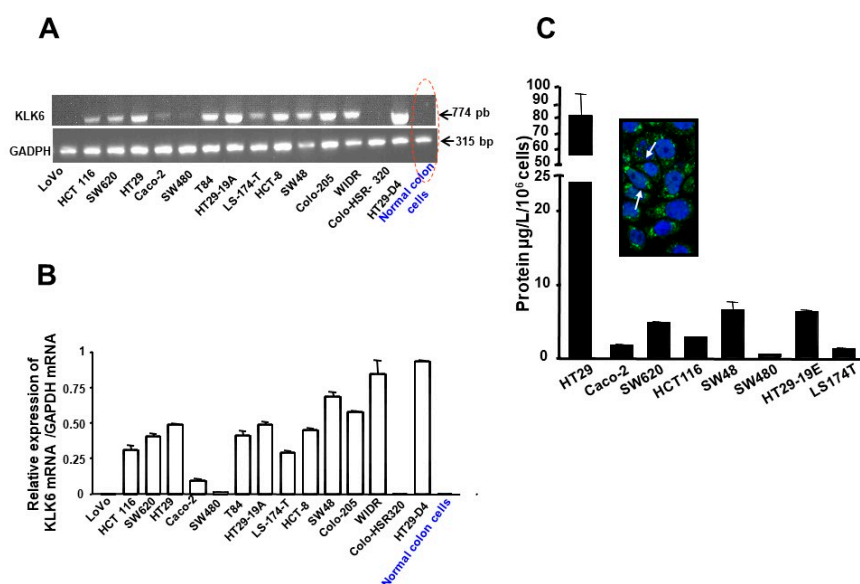 A
KLK6
774 pb
GADPH
315 bp
LoVo
HCT 116
SW620
HT29
Caco-2
SW480
T84
HT29-19A
LS-174-T
HCT-8
SW48
Colo-205
WIDR
Colo-HSR- 320
HT29-D4
Normal colon
cells
B
Relative expression of
KLK6 mRNA /GAPDH mRNA
1
0.75
0.50
0.25
0
LoVo
HCT 116
SW620
HT29
Caco-2
SW480
T84
HT29-19A
LS-174-T
HCT-8
SW48
Colo-205
WIDR
Colo-HSR320
HT29-D4
Normal colon cells
C
Protein µg/L/10⁶ cells)
100
90
80
70
60
50
25
20
10
0
HT29
Caco-2
SW620
HCT116
SW48
SW480
HT29-19E
LS174T